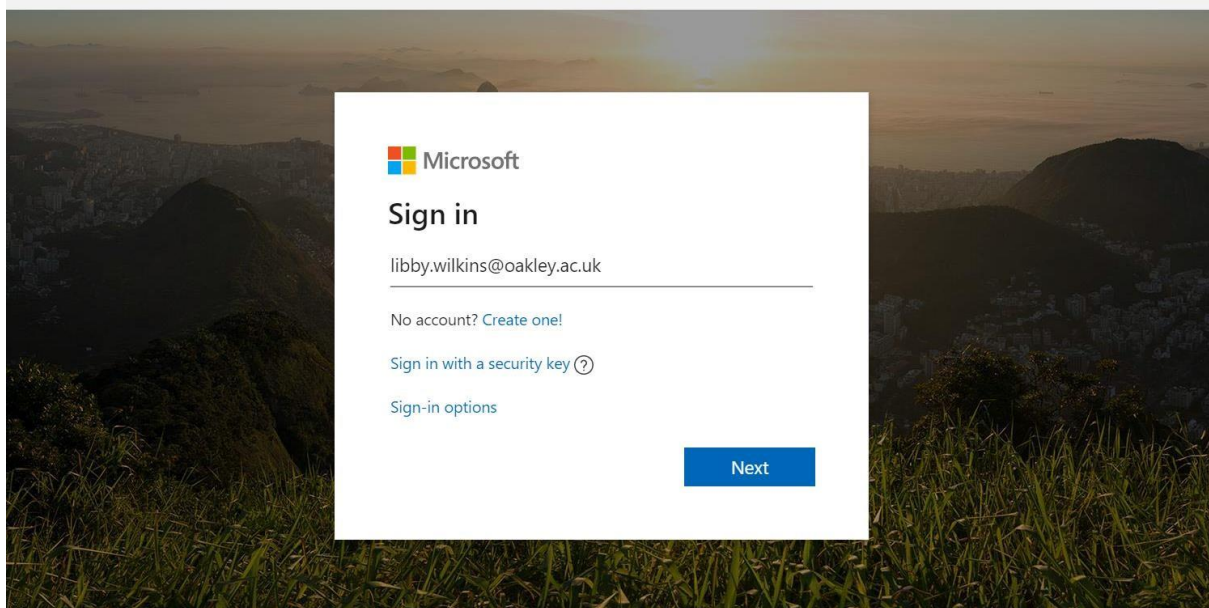 Microsoft
Sign in
libby.wilkins@oakley.ac.uk
No account? Create one!
Sign in with a security key
Sign-in options
Next